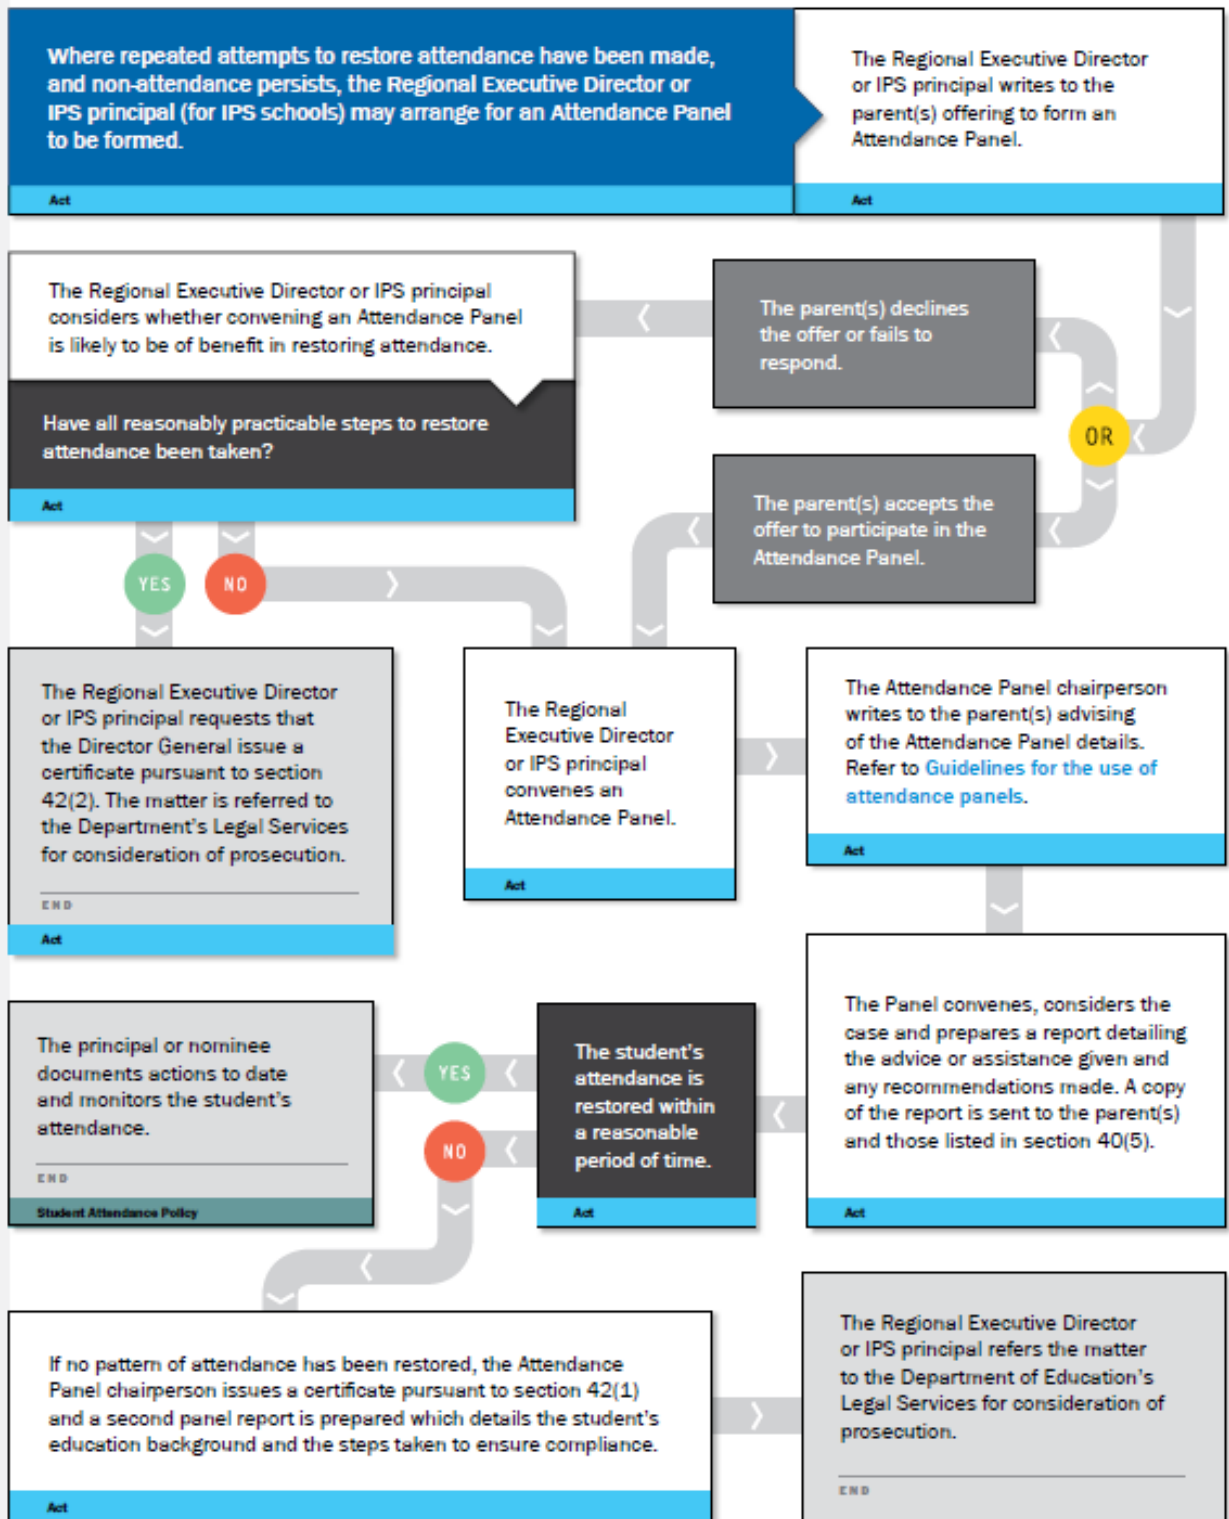 Where repeated attempts to restore attendance have been made,
and non-attendance persists, the Regional Executive Director or
IPS principal (for IPS schools) may arrange for an Attendance Panel
to be formed.
Act
The Regional Executive Director
or IPS principal writes to the
parent(s) offering to form an
Attendance Panel.
Act
The Regional Executive Director or IPS principal
considers whether convening an Attendance Panel
is likely to be of benefit in restoring attendance.
Have all reasonably practicable steps to restore
attendance been taken?
Act
The parent(s) declines
the offer or fails to
respond.
OR
The parent(s) accepts the
offer to participate in the
Attendance Panel.
YES
NO
The Regional Executive Director
or IPS principal requests that
the Director General issue a
certificate pursuant to section
42(2). The matter is referred to
the Department's Legal Services
for consideration of prosecution.
END
Act
The Regional
Executive Director
or IPS principal
convenes an
Attendance Panel.
Act
The Attendance Panel chairperson
writes to the parent(s) advising
of the Attendance Panel details.
Refer to Guidelines for the use of
attendance panels.
Act
The Panel convenes, considers the
case and prepares a report detailing
the advice or assistance given and
any recommendations made. A copy
of the report is sent to the parent(s)
and those listed in section 40(5).
Act
The student's
attendance is
restored within
a reasonable
period of time.
Act
YES
NO
The principal or nominee
documents actions to date
and monitors the student's
attendance.
END
Student Attendance Policy
If no pattern of attendance has been restored, the Attendance
Panel chairperson issues a certificate pursuant to section 42(1)
and a second panel report is prepared which details the student's
education background and the steps taken to ensure compliance.
Act
The Regional Executive Director
or IPS principal refers the matter
to the Department of Education's
Legal Services for consideration of
prosecution.
END